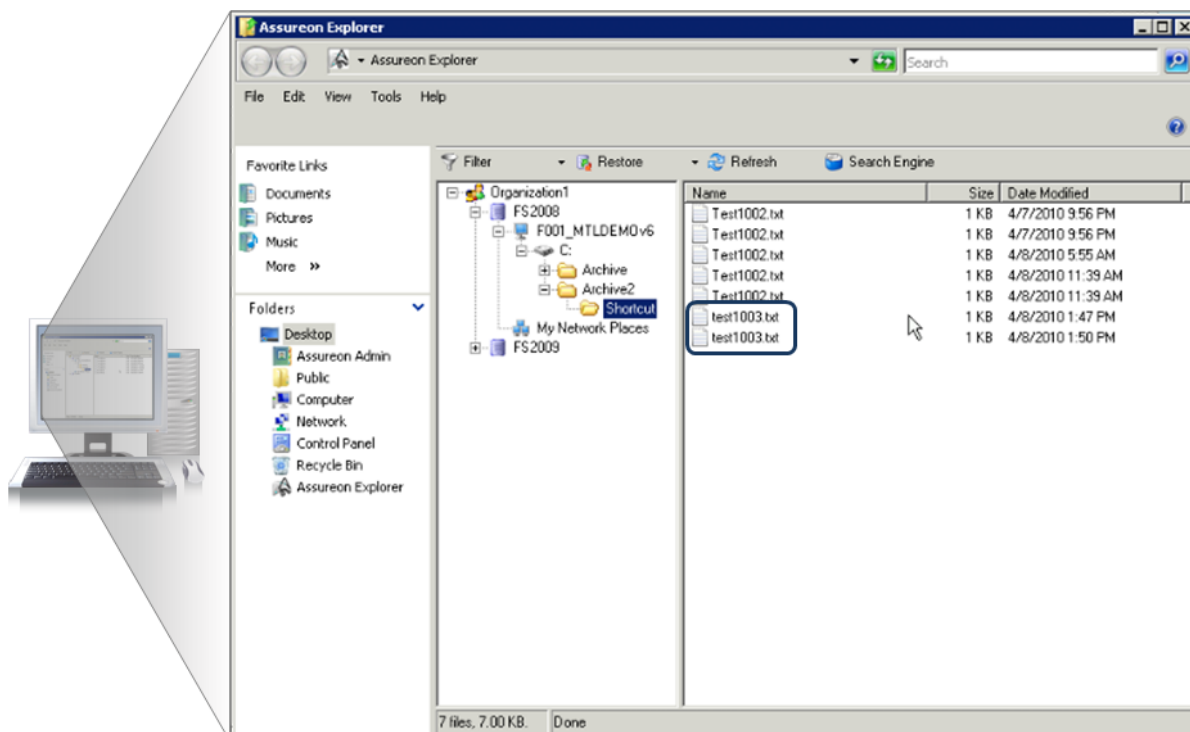 Assureon Explorer
Assureon Explorer
Search
File Edit View Tools Help
Favorite Links
Documents
Pictures
Music
More »
Folders
Desktop
Assureon Admin
Public
Computer
Network
Control Panel
Recycle Bin
Assureon Explorer
Filter Restore Refresh Search Engine
Organization1
FS2008
F001_MTLDEMOv6
C:
Archive
Archive2
Shortcut
My Network Places
FS2009
Name Size Date Modified
Test1002.txt 1 KB 4/7/2010 9:56 PM
Test1002.txt 1 KB 4/7/2010 9:56 PM
Test1002.txt 1 KB 4/8/2010 5:55 AM
Test1002.txt 1 KB 4/8/2010 11:39 AM
Test1002.txt 1 KB 4/8/2010 11:39 AM
test1003.txt 1 KB 4/8/2010 1:47 PM
test1003.txt 1 KB 4/8/2010 1:50 PM
7 files, 7.00 KB. Done